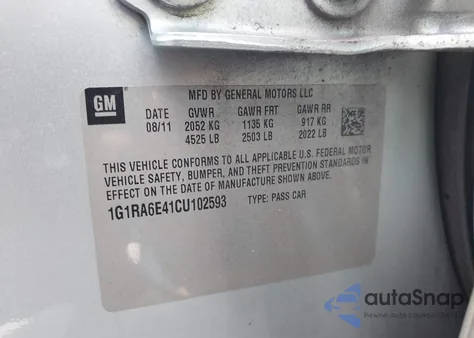 GM
MFD BY GENERAL MOTORS LLC
DATE GVWR GAWR FRT GAWR RR
08/11 2052 KG 1135 KG 917 KG
4525 LB 2503 LB 2022 LB
THIS VEHICLE CONFORMS TO ALL APPLICABLE U.S. FEDERAL MOTOR
VEHICLE SAFETY, BUMPER, AND THEFT PREVENTION STANDARDS IN
EFFECT ON THE DATE OF MANUFACTURE SHOWN ABOVE.
1G1RA6E41CU102593 TYPE: PASS CAR
autoSnap